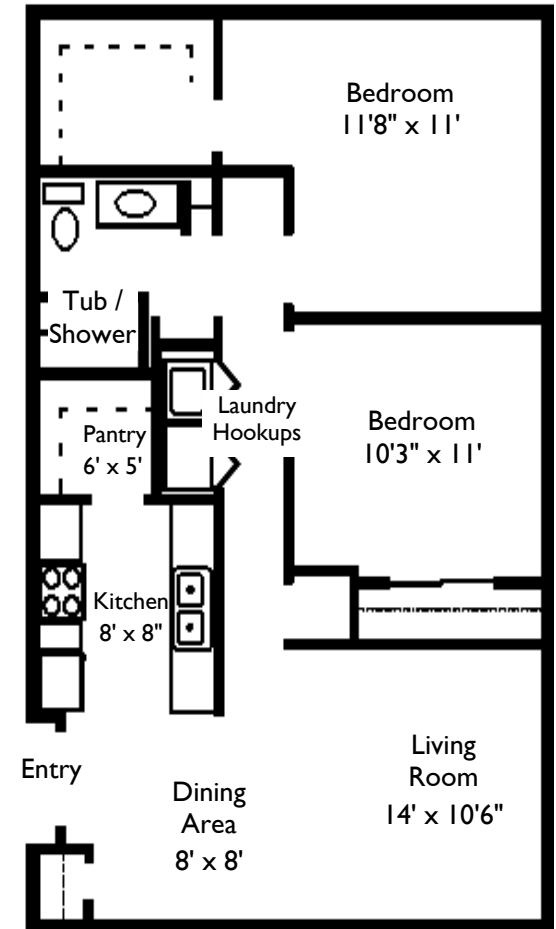 Bedroom
11'8" x 11'
Tub /
Shower
Laundry
Hookups
Bedroom
10'3" x 11'
Pantry
6' x 5'
Kitchen
8' x 8"
Entry
Living
Room
14' x 10'6"
Dining
Area
8' x 8'